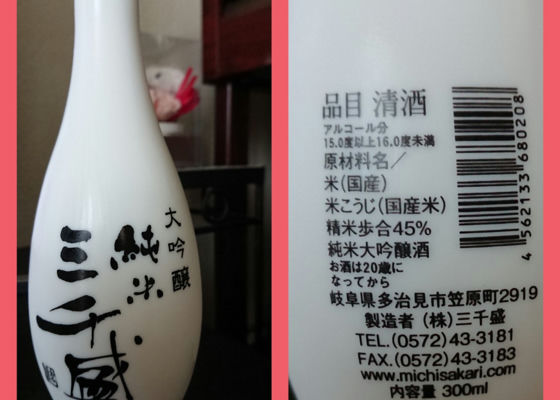 大吟醸
純米
三千盛
品目 清酒
アルコール分
15.0度以上16.0度未満
原材料名/
米(国産)
米こうじ(国産米)
精米歩合45%
純米大吟醸酒
お酒は20歳に
なってから
岐阜県多治見市笠原町2919
製造者 (株)三千盛
TEL.(0572)43-3181
FAX.(0572)43-3183
www.michisakari.com
内容量 300ml
4562133680208